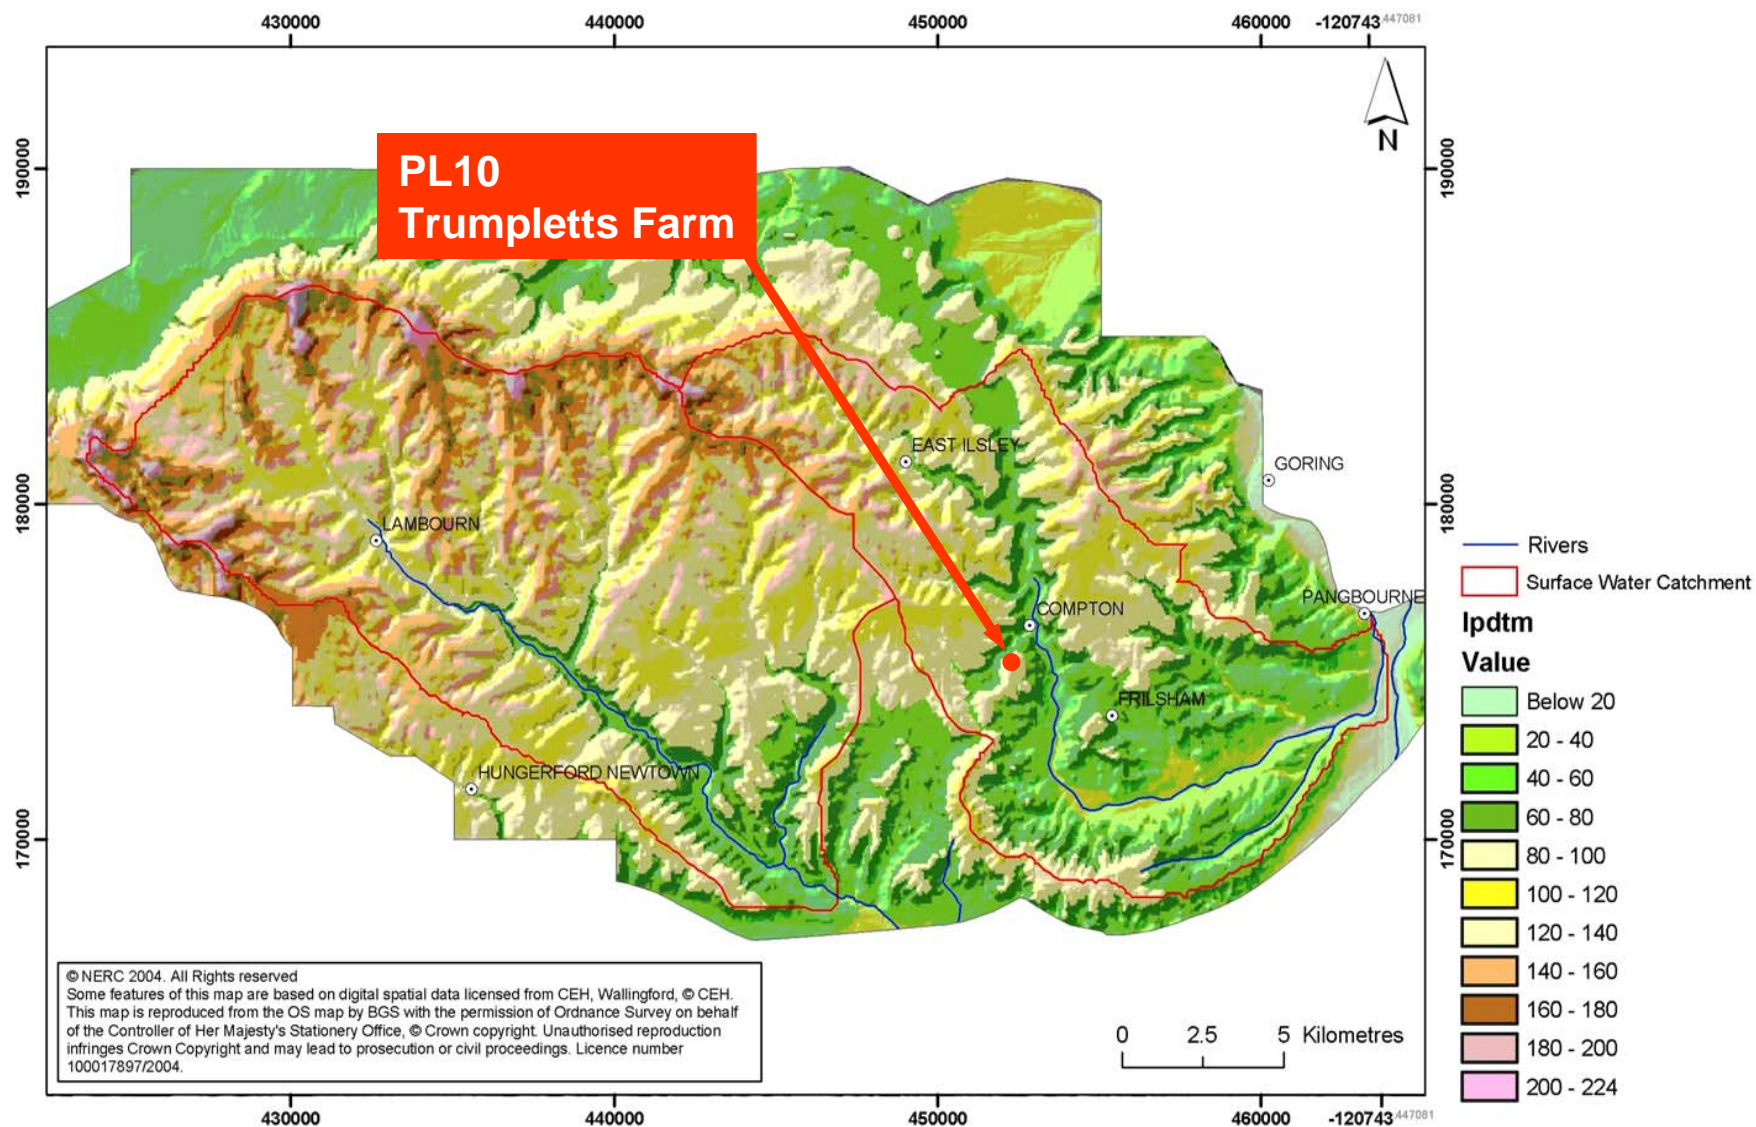 430000 440000 450000 460000 -120743.447081
190000
190000
N
PL10
Trumpletts Farm
EAST ILSLEY
GORING
180000
180000
LAMBOURN
Rivers
Surface Water Catchment
PANGBOURNE
COMPTON
lpdtm
Value
FRILSHAM
Below 20
20 - 40
HUNGERFORD NEWTOWN
40 - 60
60 - 80
170000
170000
80 - 100
100 - 120
120 - 140
140 - 160
160 - 180
180 - 200
200 - 224
© NERC 2004. All Rights reserved
Some features of this map are based on digital spatial data licensed from CEH, Wallingford, © CEH.
This map is reproduced from the OS map by BGS with the permission of Ordnance Survey on behalf
of the Controller of Her Majesty's Stationery Office, © Crown copyright. Unauthorised reproduction
infringes Crown Copyright and may lead to prosecution or civil proceedings. Licence number
100017897/2004.
0 2.5 5 Kilometres
430000 440000 450000 460000 -120743.447081